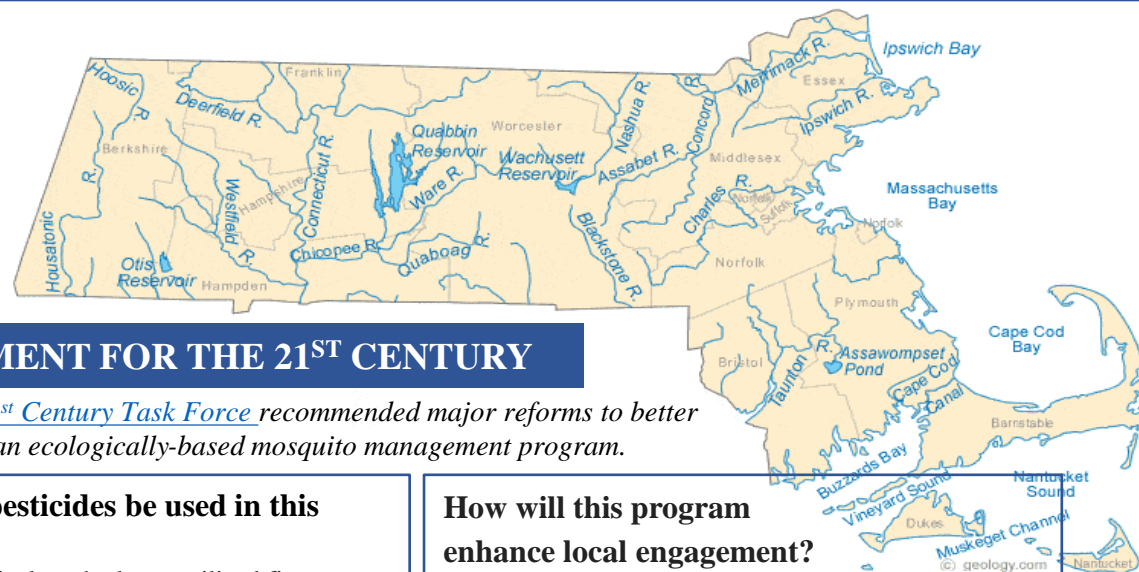 Ipswich Bay
Merrimack R.
Essex
Ipswich R.
Hoosic
R.
Franklin
Deerfield R.
Nashua R.
R.
Concord
Quabbin
Reservoir
Worcester
Wachusett
Reservoir
Assabet R.
Middlesex
Berkshire
R.
Connecticut R.
Ware R.
Hampshire
Westfield
R.
Charles R.
Norfolk
Suffolk
Massachusetts
Bay
Norfolk
Housatonic
Chicopee R.
Quaboag R.
Blackstone R.
Otis
Reservoir
Hampden
Norfolk
Plymouth
Cape Cod
Bay
Bristol
Taunton
R.
Assawompset
Pond
Cape Cod
Canal
Barnstable
MENT FOR THE 21ST CENTURY
st Century Task Force recommended major reforms to better
an ecologically-based mosquito management program.
Buzzards Bay
Vineyard Sound
Nantucket
Sound
Dukes
Muskeget Channel
Nantucket
© geology.com
pesticides be used in this
How will this program
enhance local engagement?